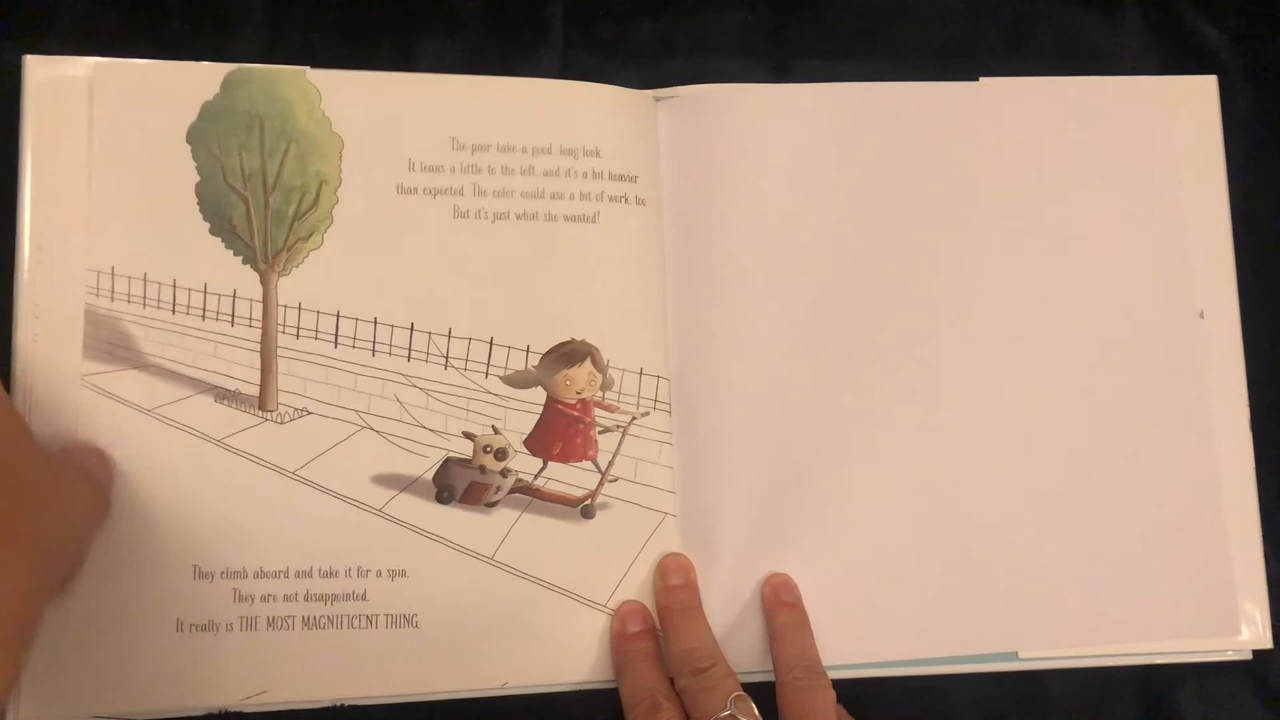 The pair take a good, long look.
It leans a little to the left, and it's a bit heavier
than expected. The color could use a bit of work, too.
But it's just what she wanted!
They climb aboard and take it for a spin.
They are not disappointed.
It really is THE MOST MAGNIFICENT THING.